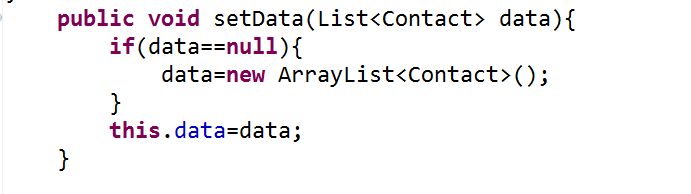 public void setData(List<Contact> data){
if(data==null){
data=new ArrayList<Contact>();
}
this.data=data;
}